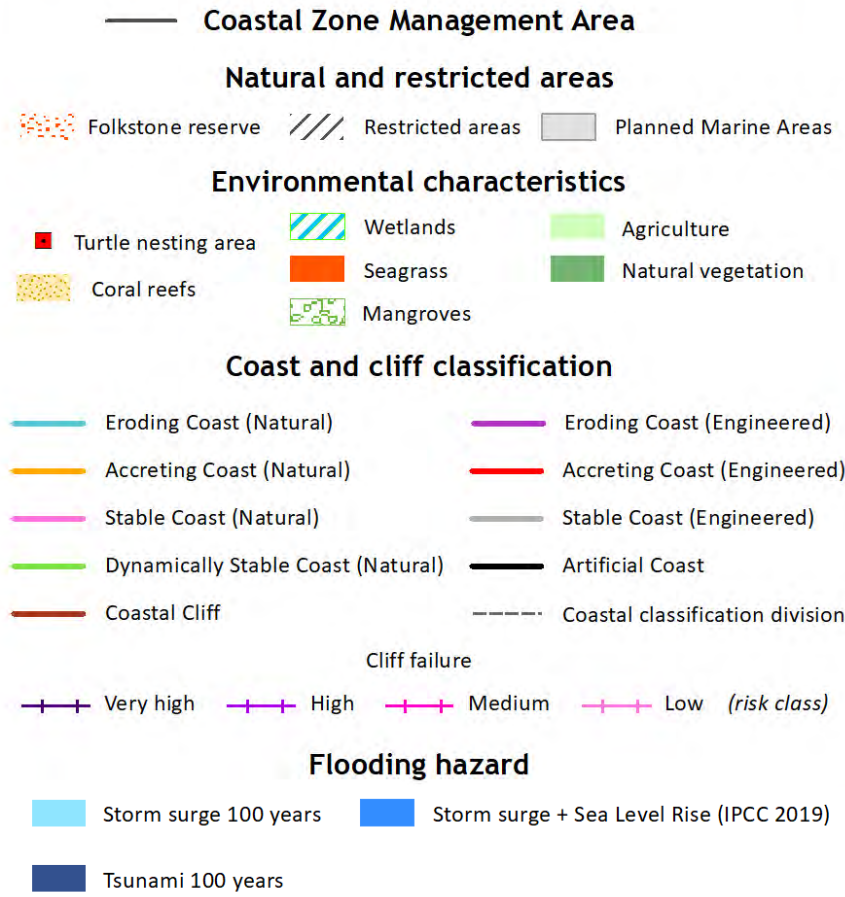 Coastal Zone Management Area
Natural and restricted areas
Folkstone reserve Restricted areas Planned Marine Areas
Environmental characteristics
Turtle nesting area Wetlands Agriculture
Coral reefs Seagrass Natural vegetation
Mangroves
Coast and cliff classification
Eroding Coast (Natural) Eroding Coast (Engineered)
Accreting Coast (Natural) Accreting Coast (Engineered)
Stable Coast (Natural) Stable Coast (Engineered)
Dynamically Stable Coast (Natural) Artificial Coast
Coastal Cliff Coastal classification division
Cliff failure
Very high High Medium Low (risk class)
Flooding hazard
Storm surge 100 years Storm surge + Sea Level Rise (IPCC 2019)
Tsunami 100 years